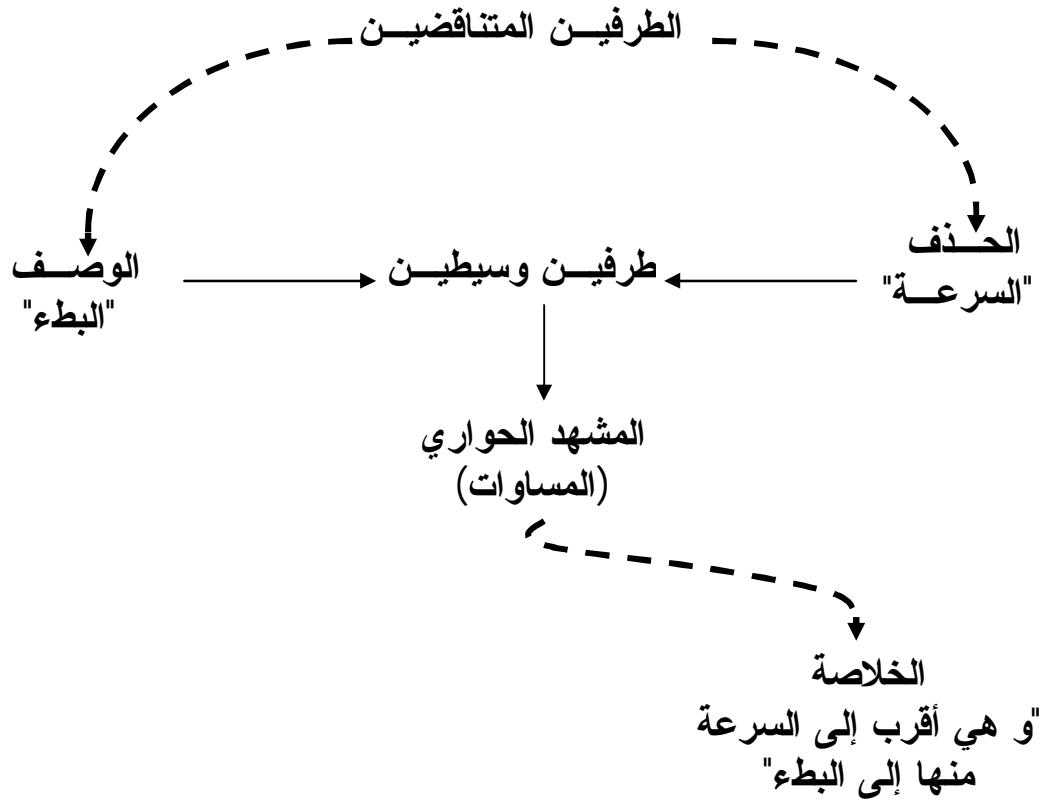 الطرفين المتناقضين
الحذف
"السرعة"
طرفين وسيطين
الوصف
"البطء"
المشهد الحواري
(المساوات)
الخلاصة
"و هي أقرب إلى السرعة
منها إلى البطء"